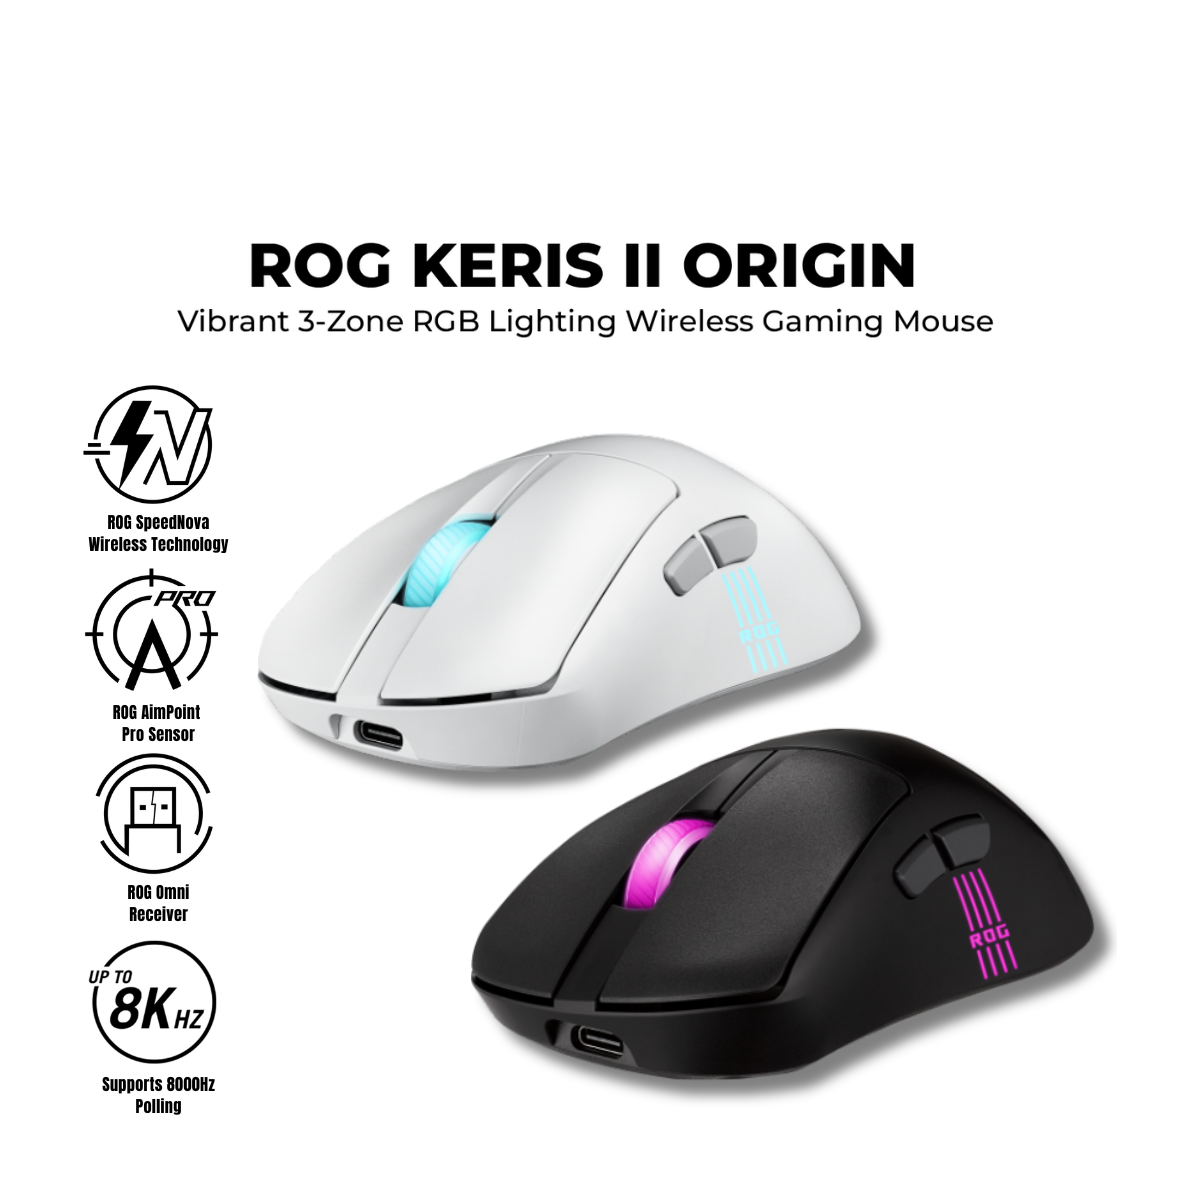 ROG KERIS II ORIGIN
Vibrant 3-Zone RGB Lighting Wireless Gaming Mouse
N
ROG SpeedNova
Wireless Technology
PRO
ROG AimPoint
Pro Sensor
ROG Omni
Receiver
UP TO
8K HZ
Supports 8000Hz
Polling
ROG
ROG